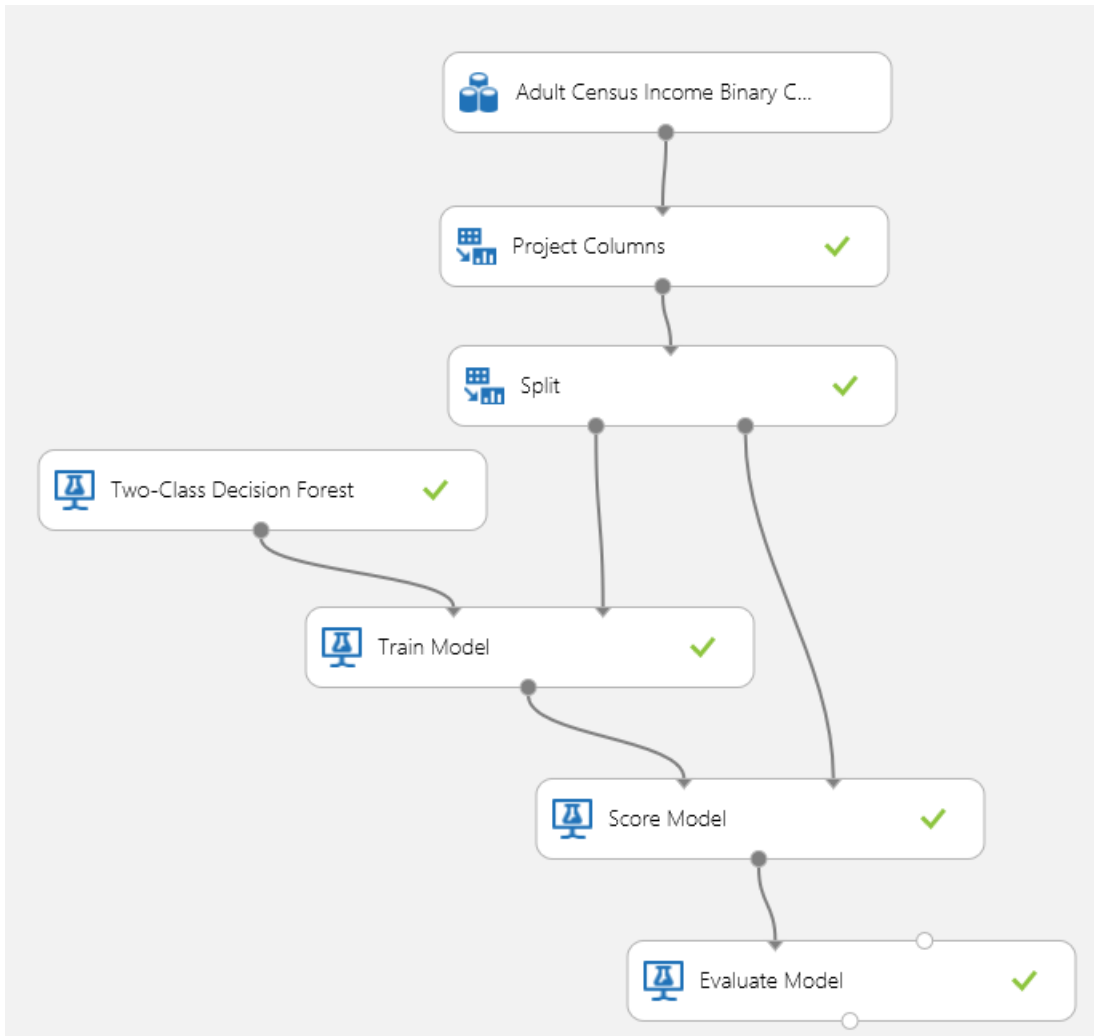 Adult Census Income Binary C...
Project Columns
Split
Two-Class Decision Forest
Train Model
Score Model
Evaluate Model